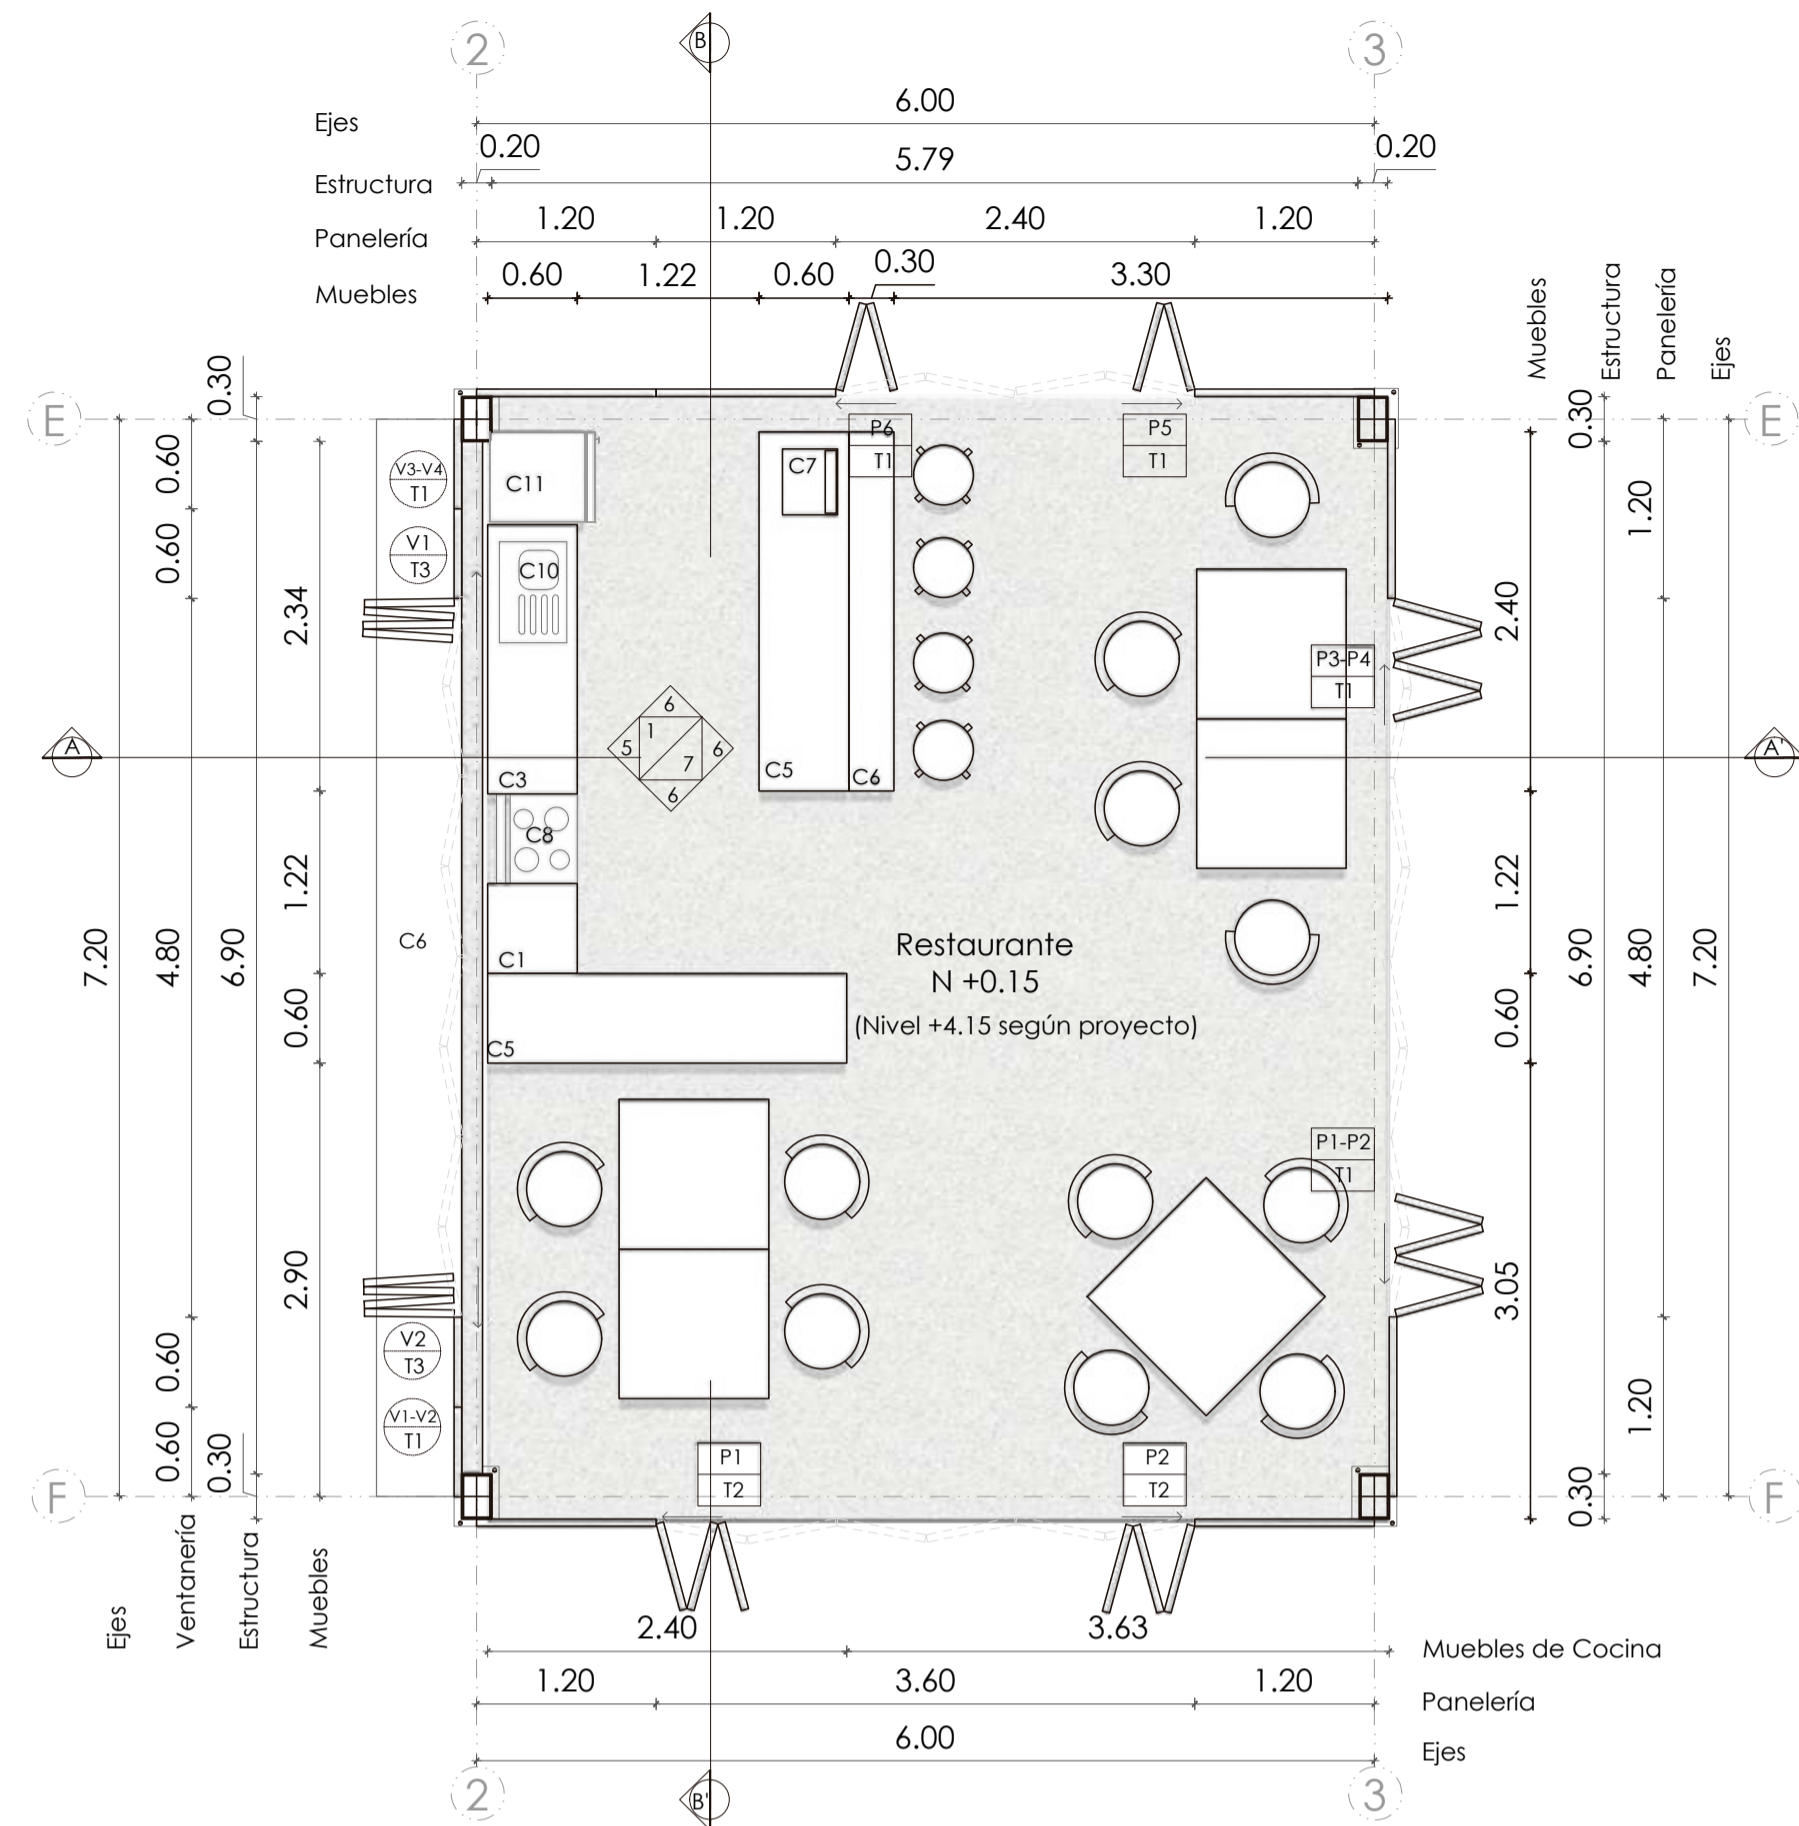 2
B
3
6.00
Ejes
0.20
5.79
0.20
Estructura
1.20
1.20
2.40
1.20
Panelería
0.60
1.22
0.60
0.30
3.30
Muebles
Muebles
Estructura
Panelería
Ejes
0.30
0.30
E
E
0.60
V3-V4
T1
C11
C7
P6
T1
P5
T1
1.20
0.60
V1
T3
C10
2.34
2.40
P3-P4
T1
A
6
5
1
7
6
6
A'
C3
C5
C6
C8
1.22
1.22
7.20
4.80
6.90
C6
C1
Restaurante
N +0.15
(Nivel +4.15 según proyecto)
6.90
4.80
7.20
0.60
0.60
C5
P1-P2
T1
2.90
3.05
0.60
V2
T3
1.20
0.60
V1-V2
T1
0.30
P1
T2
P2
T2
0.30
F
F
Ejes
Ventanería
Estructura
Muebles
2.40
3.63
Muebles de Cocina
1.20
3.60
1.20
Panelería
6.00
Ejes
2
B'
3